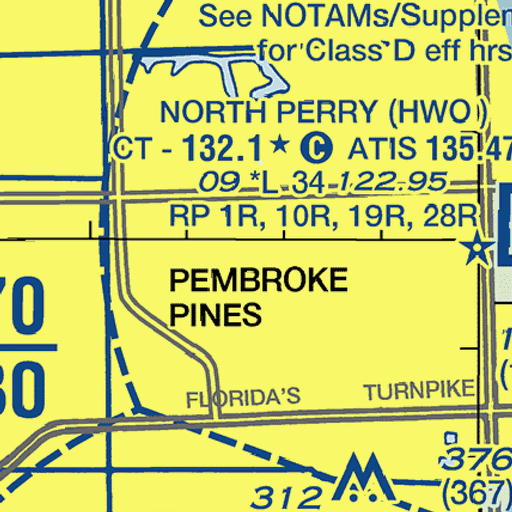 See NOTAMs/Supplem
for Class D eff hrs
NORTH PERRY (HWO)
CT - 132.1 ★ C ATIS 135.47
09 *L 34 122.95
RP 1R, 10R, 19R, 28R
PEMBROKE
PINES
70
80
FLORIDA'S TURNPIKE
376
(367)
312